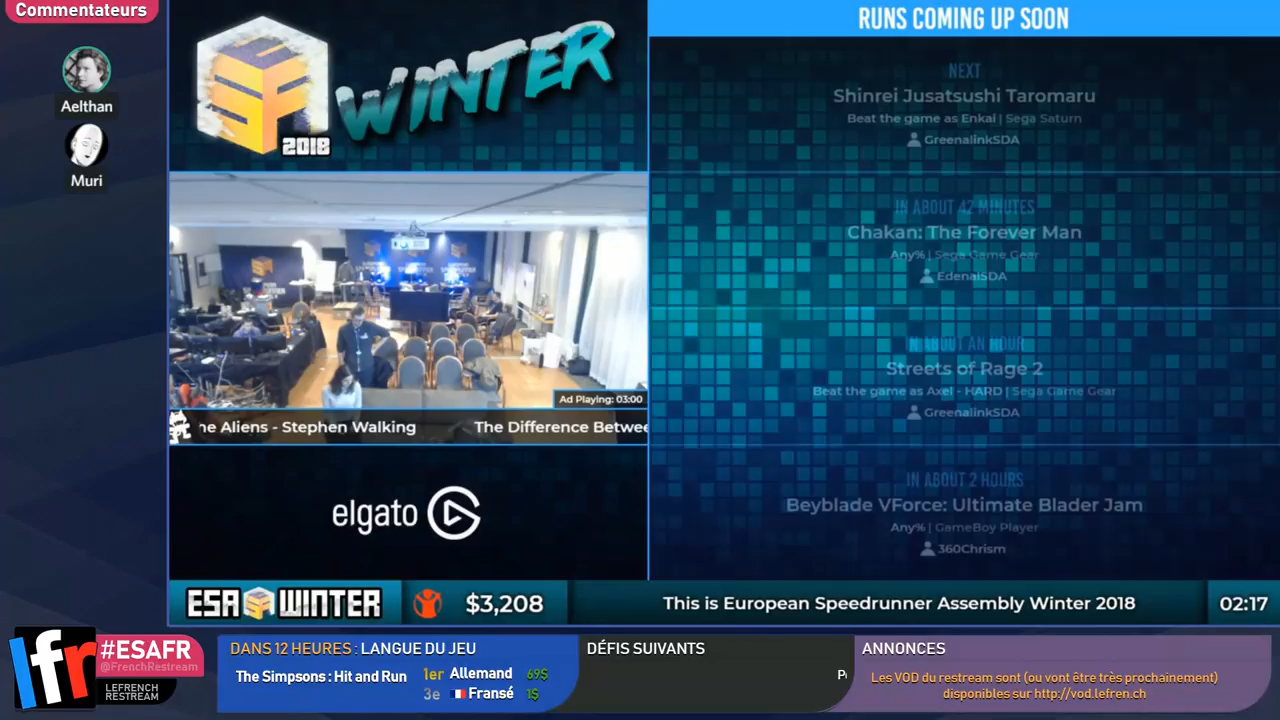 Commentateurs
Aelthan
Muri
2018
WINTER
RUNS COMING UP SOON
NEXT
Shinrei Jusatsushi Taromaru
Beat the game as Enkai | Sega Saturn
GreenalinkSDA
IN ABOUT 42 MINUTES
Chakan: The Forever Man
Any% | Sega Game Gear
EdenalSDA
IN ABOUT AN HOUR
Streets of Rage 2
Beat the game as Axel - HARD | Sega Game Gear
GreenalinkSDA
IN ABOUT 2 HOURS
Beyblade VForce: Ultimate Blader Jam
Any% | GameBoy Player
360Chrism
Ad Playing: 03:00
ne Aliens - Stephen Walking The Difference Betwee
elgato
ESA WINTER
$3,208
This is European Speedrunner Assembly Winter 2018
02:17
lfr
#ESAFR
@FrenchRestream
LEFRENCH
RESTREAM
DANS 12 HEURES : LANGUE DU JEU
The Simpsons : Hit and Run
1er Allemand 69$
3e Fransé 1$
DÉFIS SUIVANTS
ANNONCES
Les VOD du restream sont (ou vont être très prochainement)
disponibles sur http://vod.lefren.ch